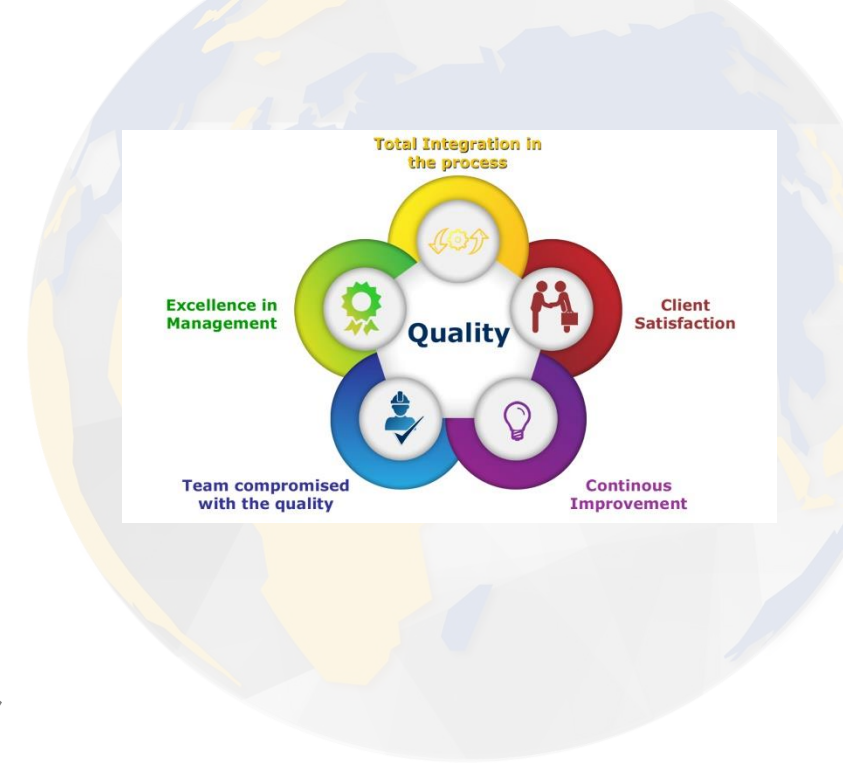 Total Integration in
the process
Excellence in
Management
Client
Satisfaction
Quality
Team compromised
with the quality
Continous
Improvement